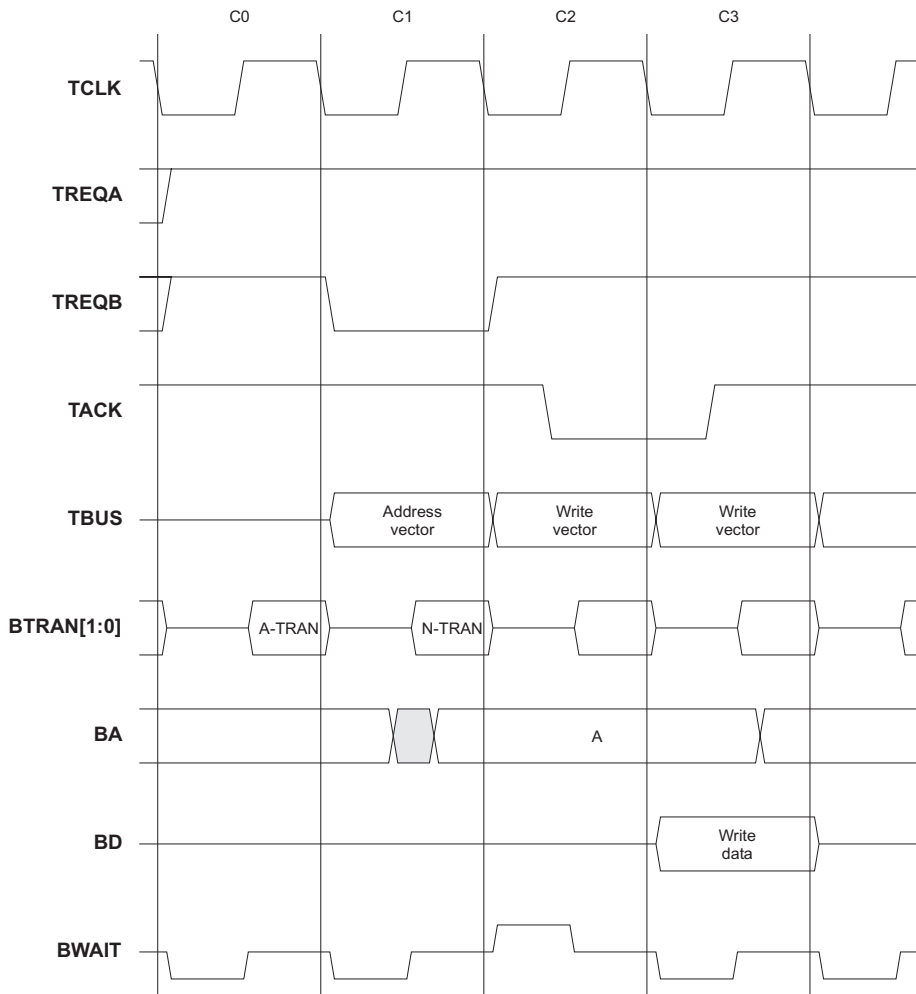 C0 C1 C2 C3
TCLK
TREQA
TREQB
TACK
TBUS
Address
vector
Write
vector
Write
vector
BTRAN[1:0]
A-TRAN
N-TRAN
BA
A
BD
Write
data
BWAIT